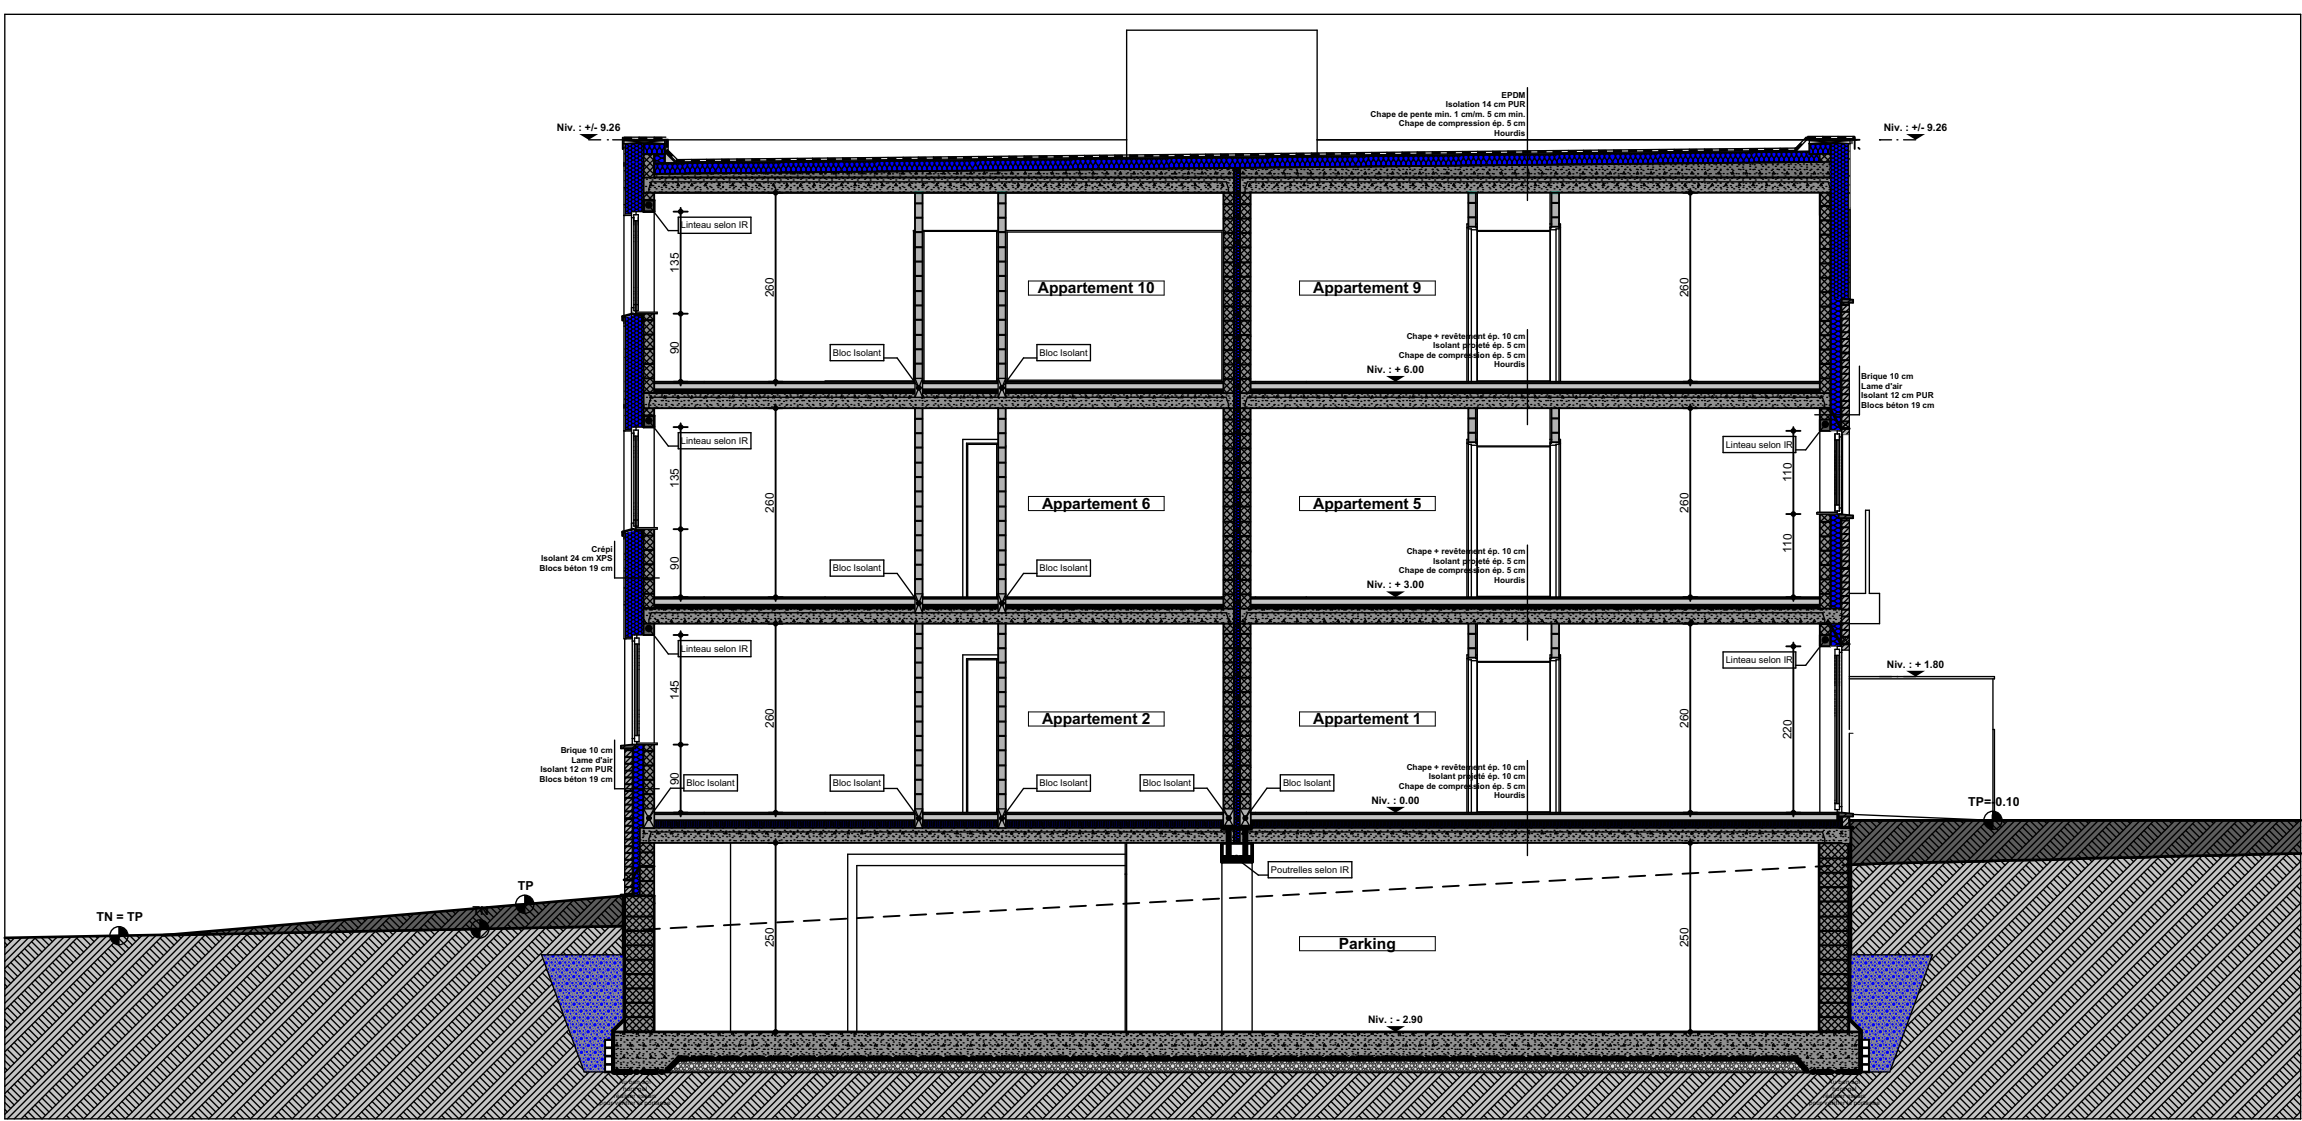 EPDM
Isolation 14 cm PUR
Chape de pente min. 1 cm/m. 5 cm min.
Chape de compression ép. 5 cm
Hourdis
Niv. : +/- 9.26
Niv. : +/- 9.26
Linteau selon IR
135
260
Appartement 10
Appartement 9
260
90
Bloc Isolant
Bloc Isolant
Chape + revêtement ép. 10 cm
Isolant projeté ép. 5 cm
Chape de compression ép. 5 cm
Hourdis
Niv. : + 6.00
Brique 10 cm
Lame d'air
Isolant 12 cm PUR
Blocs béton 19 cm
Linteau selon IR
Linteau selon IR
135
260
Appartement 6
Appartement 5
260
110
Crépi
Isolant 24 cm XPS
Blocs béton 19 cm
90
Bloc Isolant
Bloc Isolant
Chape + revêtement ép. 10 cm
Isolant projeté ép. 5 cm
Chape de compression ép. 5 cm
Hourdis
Niv. : + 3.00
110
Linteau selon IR
Linteau selon IR
Niv. : + 1.80
145
260
Appartement 2
Appartement 1
260
220
Brique 10 cm
Lame d'air
Isolant 12 cm PUR
Blocs béton 19 cm
90
Bloc Isolant
Bloc Isolant
Bloc Isolant
Bloc Isolant
Bloc Isolant
Chape + revêtement ép. 10 cm
Isolant projeté ép. 10 cm
Chape de compression ép. 5 cm
Hourdis
Niv. : 0.00
TP=-0.10
Poutrelles selon IR
TP
TN = TP
TN
250
Parking
250
Niv. : - 2.90